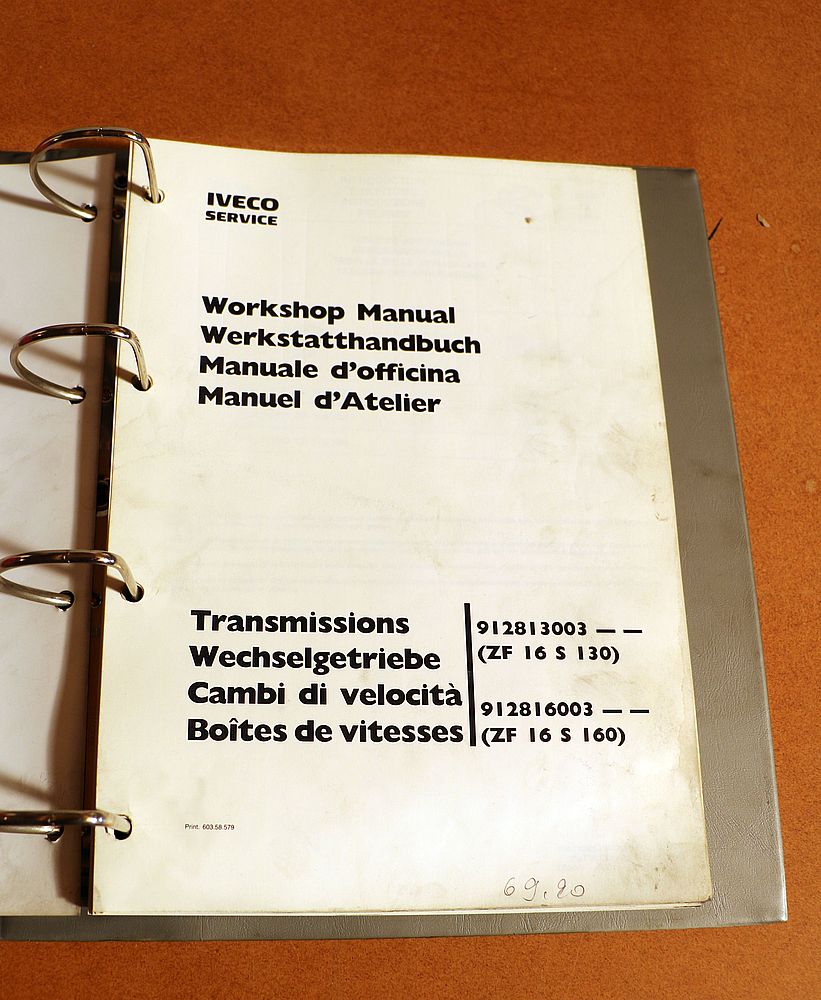 IVECO
SERVICE
Workshop Manual
Werkstatthandbuch
Manuale d'officina
Manuel d'Atelier
Transmissions
Wechselgetriebe
Cambi di velocità
Boîtes de vitesses
912813003 — —
(ZF 16 S 130)
912816003 — —
(ZF 16 S 160)
Print. 603.58.579
69,20